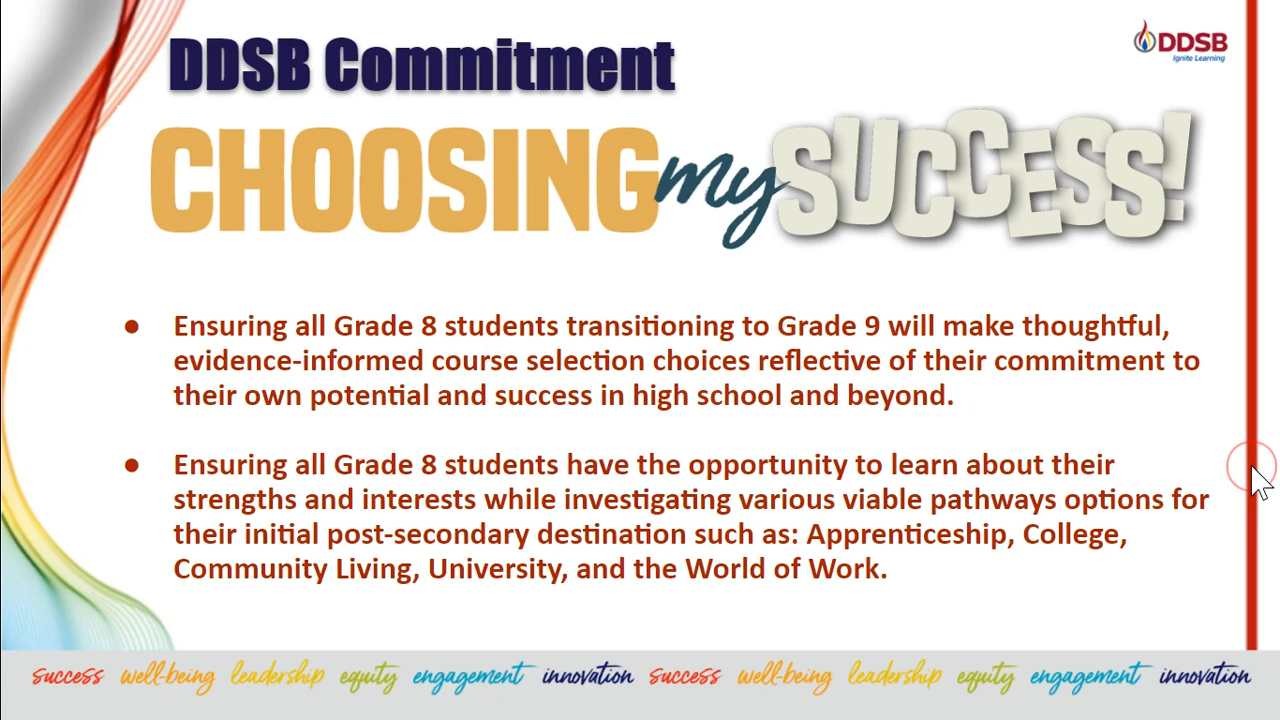 DDSB Commitment
DDSB
Ignite Learning
CHOOSING my SUCCESS!
● Ensuring all Grade 8 students transitioning to Grade 9 will make thoughtful,
evidence-informed course selection choices reflective of their commitment to
their own potential and success in high school and beyond.
● Ensuring all Grade 8 students have the opportunity to learn about their
strengths and interests while investigating various viable pathways options for
their initial post-secondary destination such as: Apprenticeship, College,
Community Living, University, and the World of Work.
success well-being leadership equity engagement innovation success well-being leadership equity engagement innovation